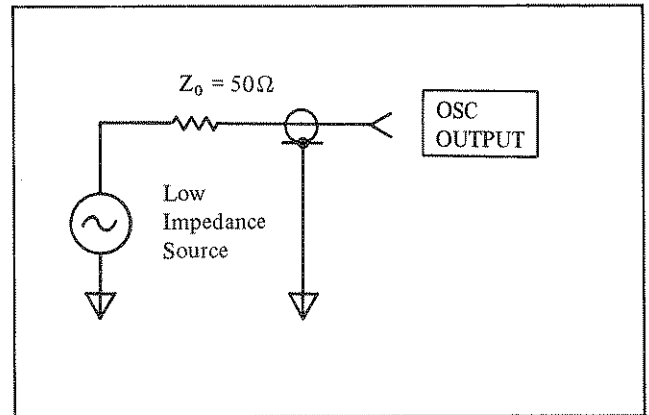 Z₀ = 50Ω
OSC
OUTPUT
Low
Impedance
Source